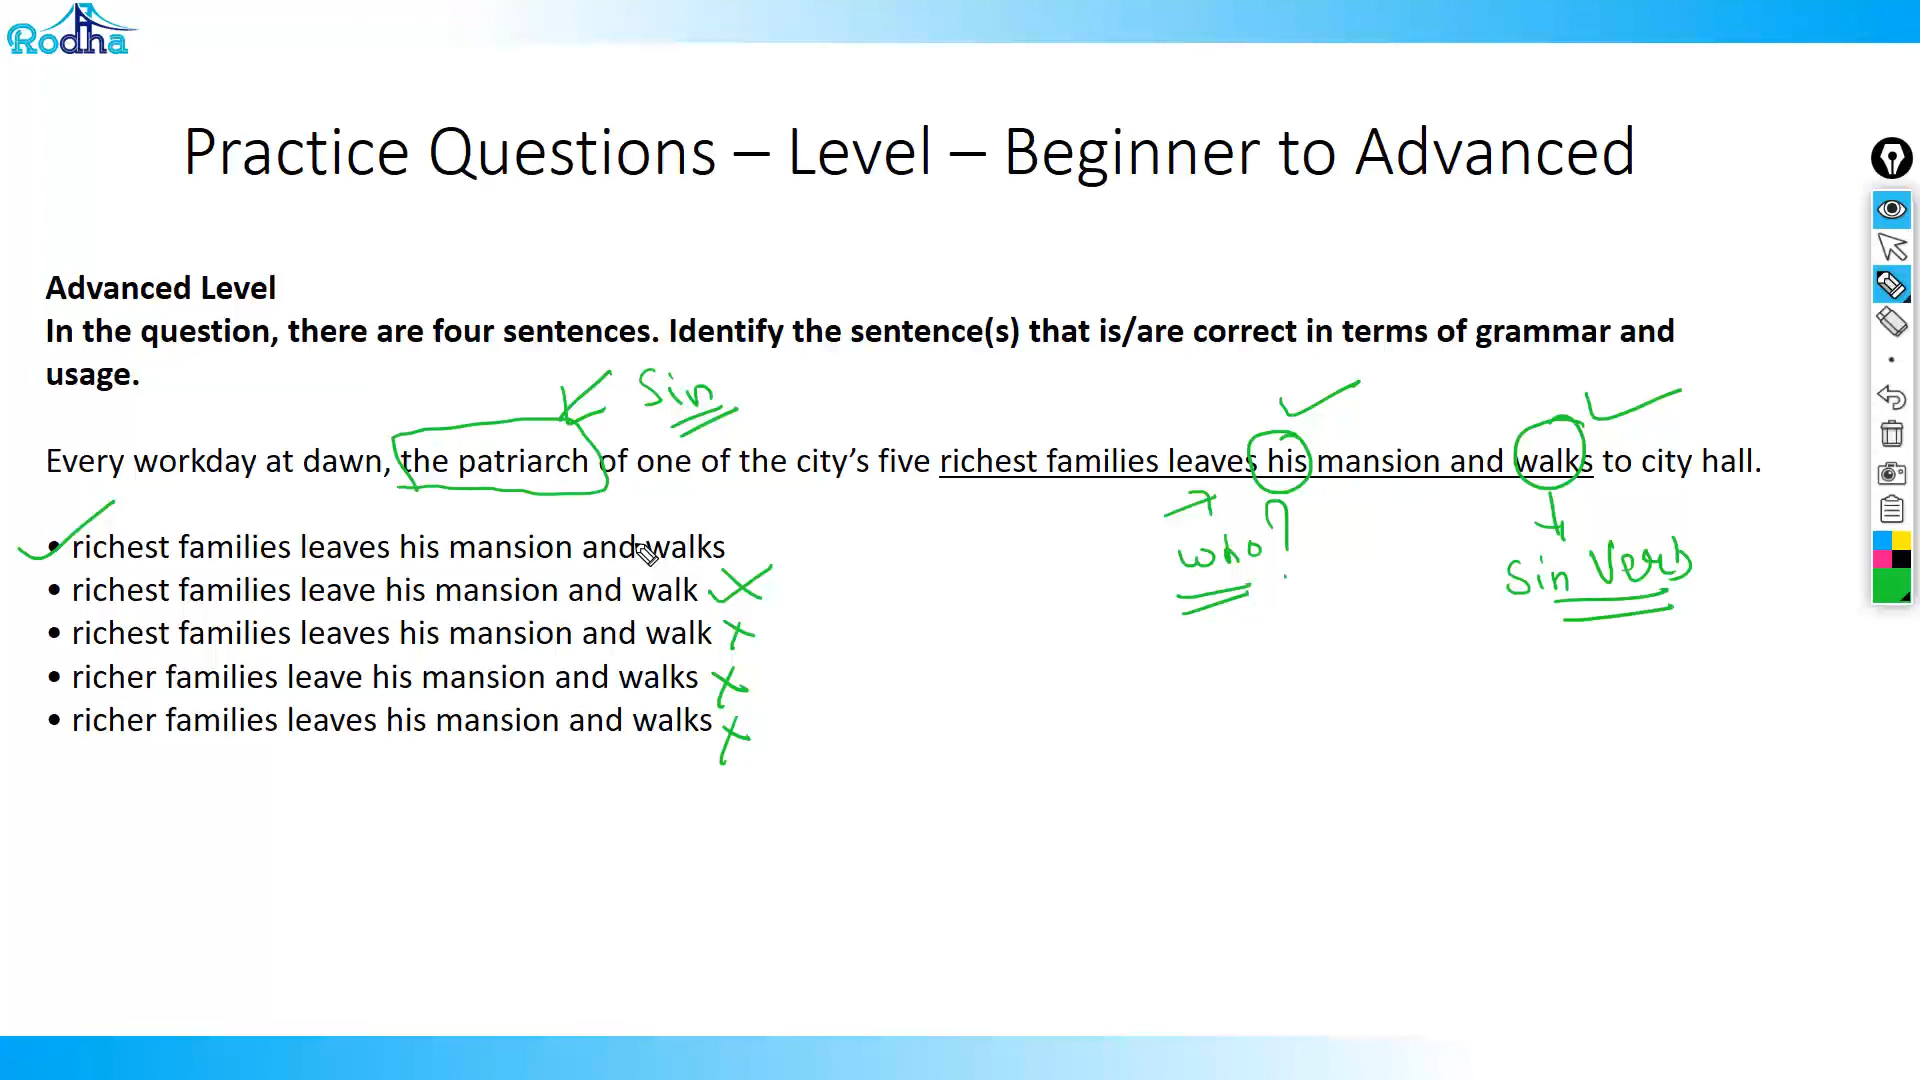 Rodha
Practice Questions – Level – Beginner to Advanced
Advanced Level
In the question, there are four sentences. Identify the sentence(s) that is/are correct in terms of grammar and
usage.
Sin
Every workday at dawn, the patriarch of one of the city’s five richest families leaves his mansion and walks to city hall.
who ?
Sin Verb
• richest families leaves his mansion and walks
• richest families leave his mansion and walk
• richest families leaves his mansion and walk
• richer families leave his mansion and walks
• richer families leaves his mansion and walks